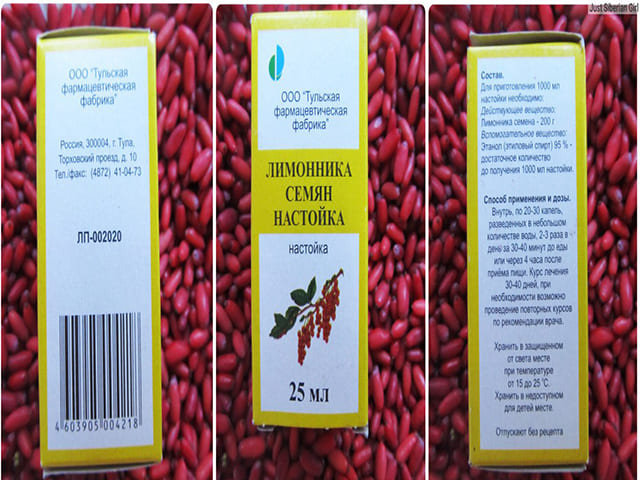 ООО "Тульская
фармацевтическая
фабрика"
Россия, 300004, г. Тула,
Торховский проезд, д. 10
Тел./факс: (4872) 41-04-73
ЛП-002020
4603905004218
ООО "Тульская
фармацевтическая
фабрика"
ЛИМОННИКА
СЕМЯН
НАСТОЙКА
настойка
25 мл
Just Siberian Girl
Состав.
Для приготовления 1000 мл
настойки необходимо:
Действующее вещество:
Лимонника семена - 200 г
Вспомогательное вещество:
Этанол (этиловый спирт) 95 % -
достаточное количество
до получения 1000 мл настойки.
Способ применения и дозы.
Внутрь, по 20-30 капель,
разведенных в небольшом
количестве воды, 2-3 раза в
день за 30-40 минут до еды
или через 4 часа после
приёма пищи. Курс лечения
30-40 дней, при
необходимости возможно
проведение повторных курсов
по рекомендации врача.
Хранить в защищенном
от света месте
при температуре
от 15 до 25 °С.
Хранить в недоступном
для детей месте.
Отпускают без рецепта